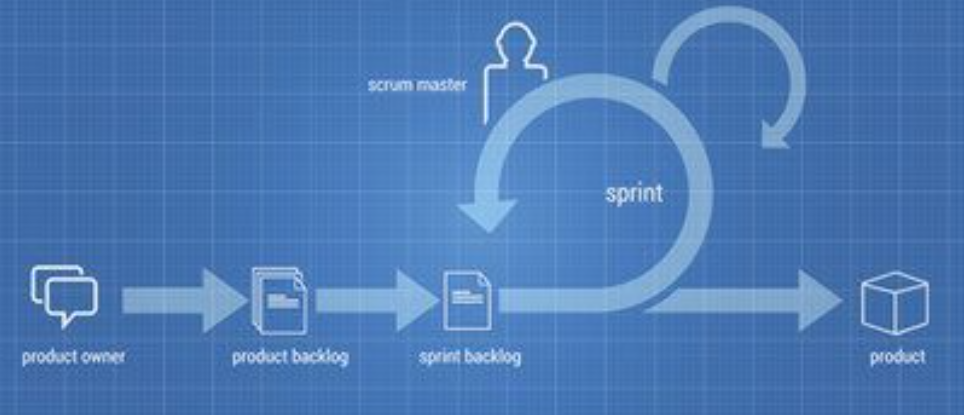 scrum master
sprint
product owner
product backlog
sprint backlog
product